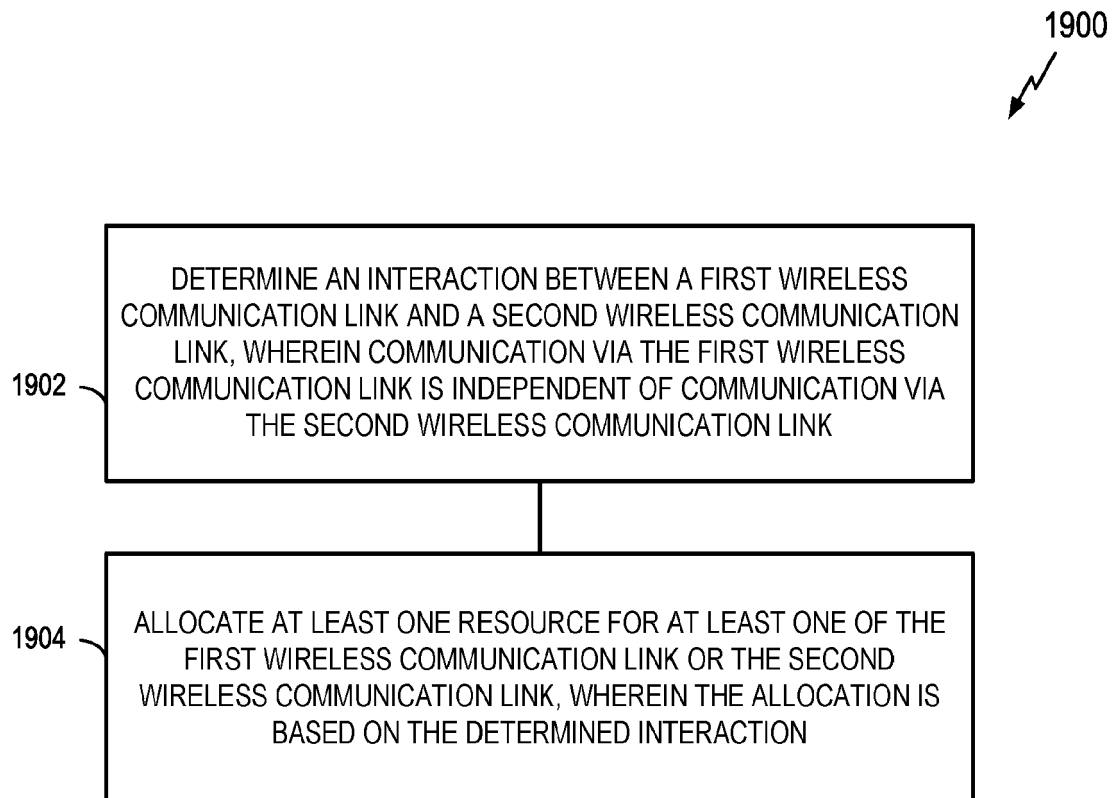 1900
DETERMINE AN INTERACTION BETWEEN A FIRST WIRELESS
COMMUNICATION LINK AND A SECOND WIRELESS COMMUNICATION
LINK, WHEREIN COMMUNICATION VIA THE FIRST WIRELESS
COMMUNICATION LINK IS INDEPENDENT OF COMMUNICATION VIA
THE SECOND WIRELESS COMMUNICATION LINK
1902
ALLOCATE AT LEAST ONE RESOURCE FOR AT LEAST ONE OF THE
FIRST WIRELESS COMMUNICATION LINK OR THE SECOND
WIRELESS COMMUNICATION LINK, WHEREIN THE ALLOCATION IS
BASED ON THE DETERMINED INTERACTION
1904